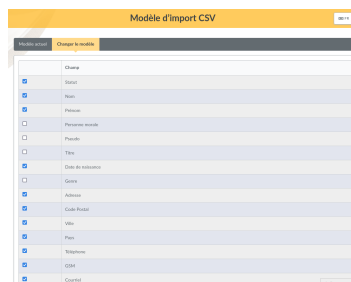 Modèle d'import CSV
Modèle actuel
Changer le modèle
Champ
Statut
Nom
Prénom
Personne morale
Pseudo
Titre
Date de naissance
Genre
Adresse
Code Postal
Ville
Pays
Téléphone
GSM
Courriel